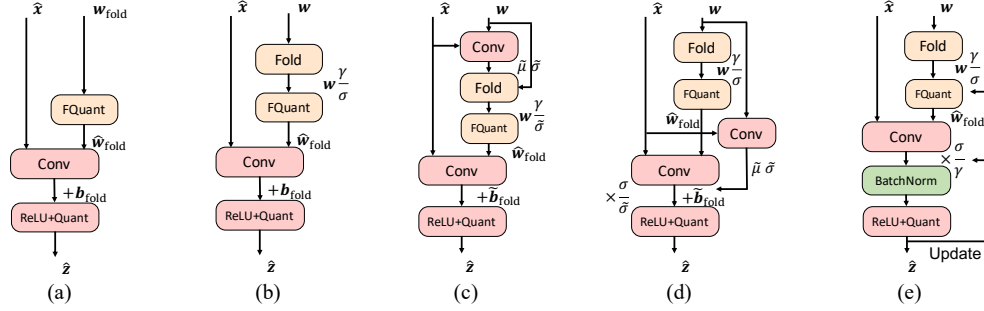 x̂ w_fold
FQuant
ŵ_fold
Conv
+b_fold
ReLU+Quant
ẑ
(a)
x̂ w
Fold
w γ/σ
FQuant
ŵ_fold
Conv
+b_fold
ReLU+Quant
ẑ
(b)
x̂ w
Conv
μ̃ σ̃
Fold
w γ/σ̃
FQuant
ŵ_fold
Conv
+b̃_fold
ReLU+Quant
ẑ
(c)
x̂ w
Fold
w γ/σ
FQuant
ŵ_fold
Conv
μ̃ σ̃
Conv
× σ/σ̃
+b̃_fold
ReLU+Quant
ẑ
(d)
x̂ w
Fold
w γ/σ
FQuant
ŵ_fold
Conv
× σ/γ
BatchNorm
ReLU+Quant
Update
ẑ
(e)